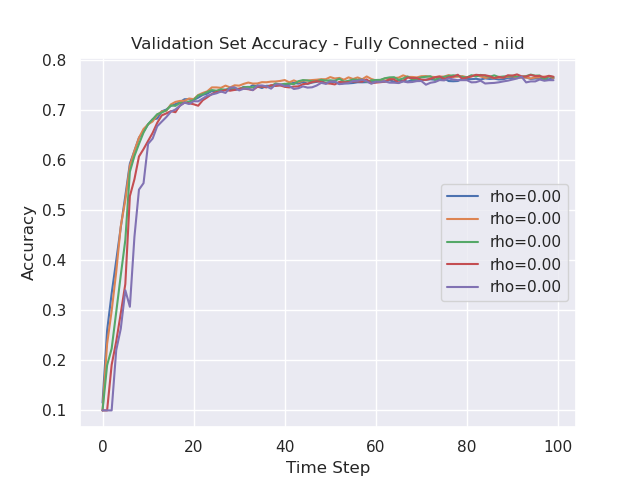 Validation Set Accuracy - Fully Connected - niid
Accuracy
0.8
0.7
0.6
0.5
0.4
0.3
0.2
0.1
rho=0.00
rho=0.00
rho=0.00
rho=0.00
rho=0.00
0 20 40 60 80 100
Time Step